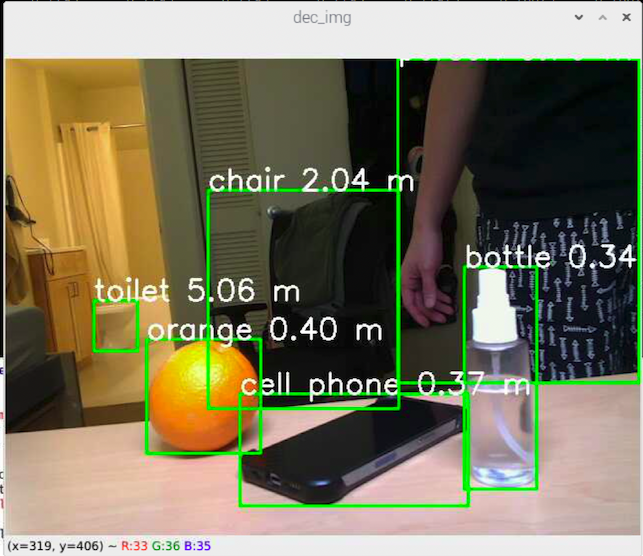 dec_img
chair 2.04 m
bottle 0.34
toilet 5.06 m
orange 0.40 m
cell phone 0.37 m
(x=319, y=406) ~ R:33 G:36 B:35